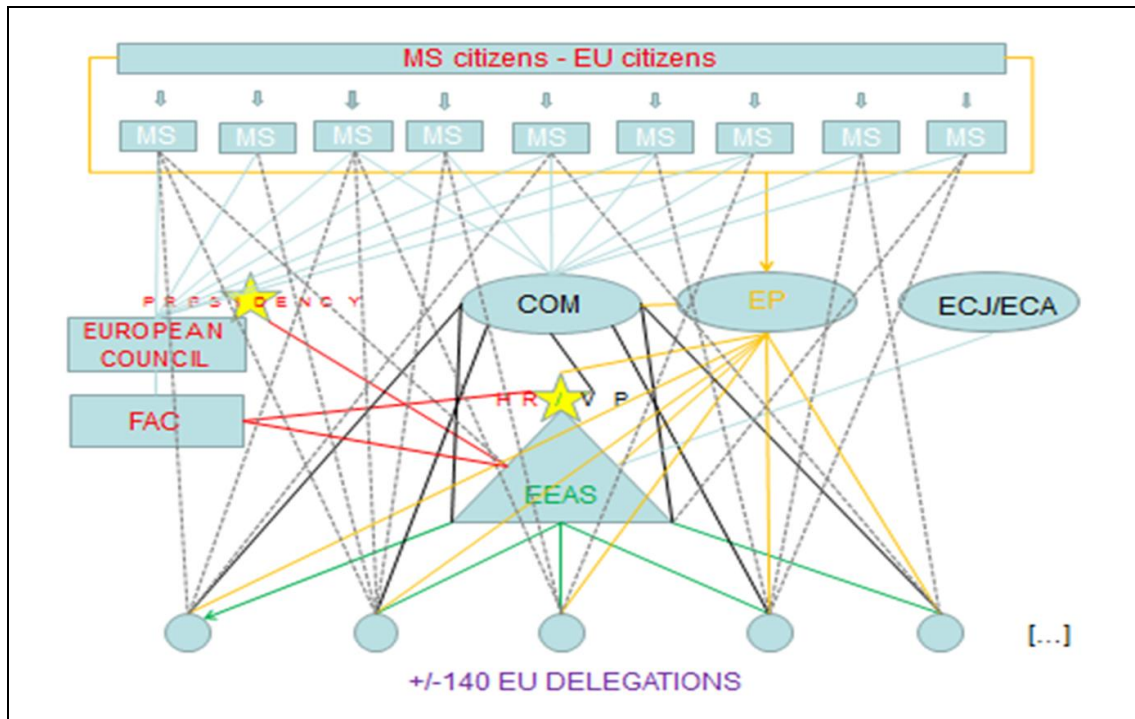 MS citizens - EU citizens
MS MS MS MS MS MS MS MS MS
PRESIDENCY
EUROPEAN
COUNCIL
COM
EP
ECJ/ECA
HR/VP
FAC
EEAS
[...]
+/-140 EU DELEGATIONS